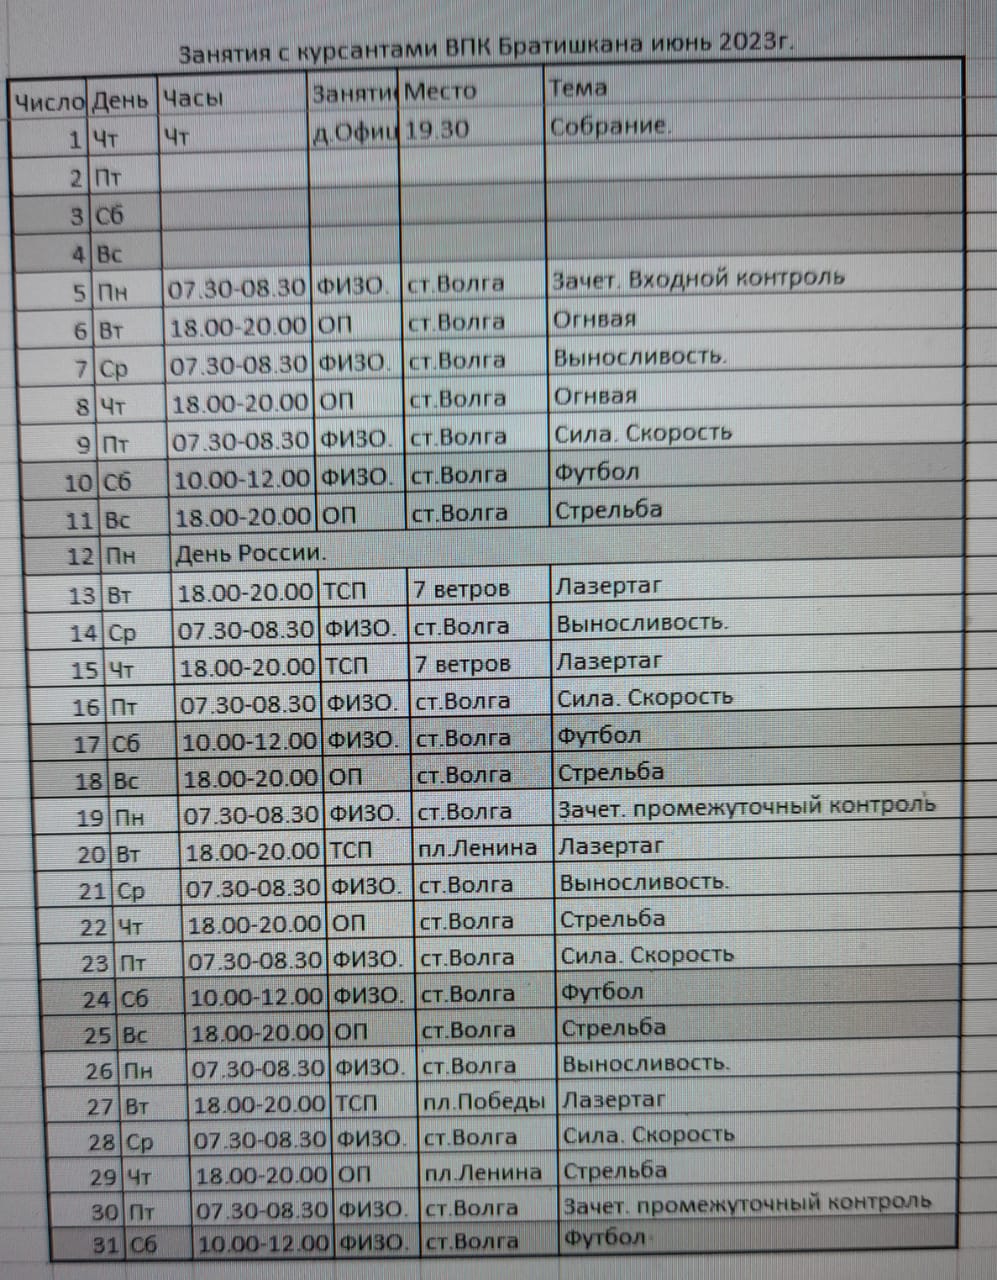 Занятия с курсантами ВПК Братишкана июнь 2023г.
Число День Часы Заняти Место Тема
1 Чт Чт д.Офиц 19.30 Собрание.
2 Пт
3 Сб
4 Вс
5 Пн 07.30-08.30 ФИЗО. ст.Волга Зачет. Входной контроль
6 Вт 18.00-20.00 ОП ст.Волга Огнвая
7 Ср 07.30-08.30 ФИЗО. ст.Волга Выносливость.
8 Чт 18.00-20.00 ОП ст.Волга Огнвая
9 Пт 07.30-08.30 ФИЗО. ст.Волга Сила. Скорость
10 Сб 10.00-12.00 ФИЗО. ст.Волга Футбол
11 Вс 18.00-20.00 ОП ст.Волга Стрельба
12 Пн День России.
13 Вт 18.00-20.00 ТСП 7 ветров Лазертаг
14 Ср 07.30-08.30 ФИЗО. ст.Волга Выносливость.
15 Чт 18.00-20.00 ТСП 7 ветров Лазертаг
16 Пт 07.30-08.30 ФИЗО. ст.Волга Сила. Скорость
17 Сб 10.00-12.00 ФИЗО. ст.Волга Футбол
18 Вс 18.00-20.00 ОП ст.Волга Стрельба
19 Пн 07.30-08.30 ФИЗО. ст.Волга Зачет. промежуточный контроль
20 Вт 18.00-20.00 ТСП пл.Ленина Лазертаг
21 Ср 07.30-08.30 ФИЗО. ст.Волга Выносливость.
22 Чт 18.00-20.00 ОП ст.Волга Стрельба
23 Пт 07.30-08.30 ФИЗО. ст.Волга Сила. Скорость
24 Сб 10.00-12.00 ФИЗО. ст.Волга Футбол
25 Вс 18.00-20.00 ОП ст.Волга Стрельба
26 Пн 07.30-08.30 ФИЗО. ст.Волга Выносливость.
27 Вт 18.00-20.00 ТСП пл.Победы Лазертаг
28 Ср 07.30-08.30 ФИЗО. ст.Волга Сила. Скорость
29 Чт 18.00-20.00 ОП пл.Ленина Стрельба
30 Пт 07.30-08.30 ФИЗО. ст.Волга Зачет. промежуточный контроль
31 Сб 10.00-12.00 ФИЗО. ст.Волга Футбол